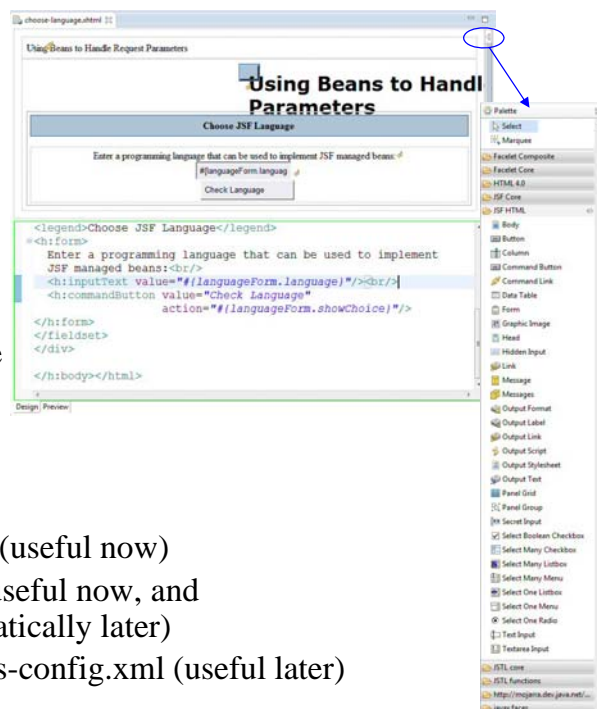 choose-language.xhtml
Using Beans to Handle Request Parameters
Using Beans to Handl
Parameters
Choose JSF Language
Enter a programming language that can be used to implement JSF managed beans:
#{languageForm.languag
Check Language
<legend>Choose JSF Language</legend>
<h:form>
Enter a programming language that can be used to implement
JSF managed beans:<br/>
<h:inputText value="#{languageForm.language}"/><br/>
<h:commandButton value="Check Language"
action="#{languageForm.showChoice}"/>
</h:form>
</fieldset>
</div>
</h:body></html>
Design Preview
Palette
Select
Marquee
Facelet Composite
Facelet Core
HTML 4.0
JSF Core
JSF HTML
Body
Button
Column
Command Button
Command Link
Data Table
Form
Graphic Image
Head
Hidden Input
Link
Message
Messages
Output Format
Output Label
Output Link
Output Script
Output Stylesheet
Output Text
Panel Grid
Panel Group
Secret Input
Select Boolean Checkbox
Select Many Checkbox
Select Many Listbox
Select Many Menu
Select One Listbox
Select One Menu
Select One Radio
Text Input
Textarea Input
JSTL core
JSTL functions
http://mojarra.dev.java.net/...
javax.faces
e
(useful now)
seful now, and
atically later)
s-config.xml (useful later)